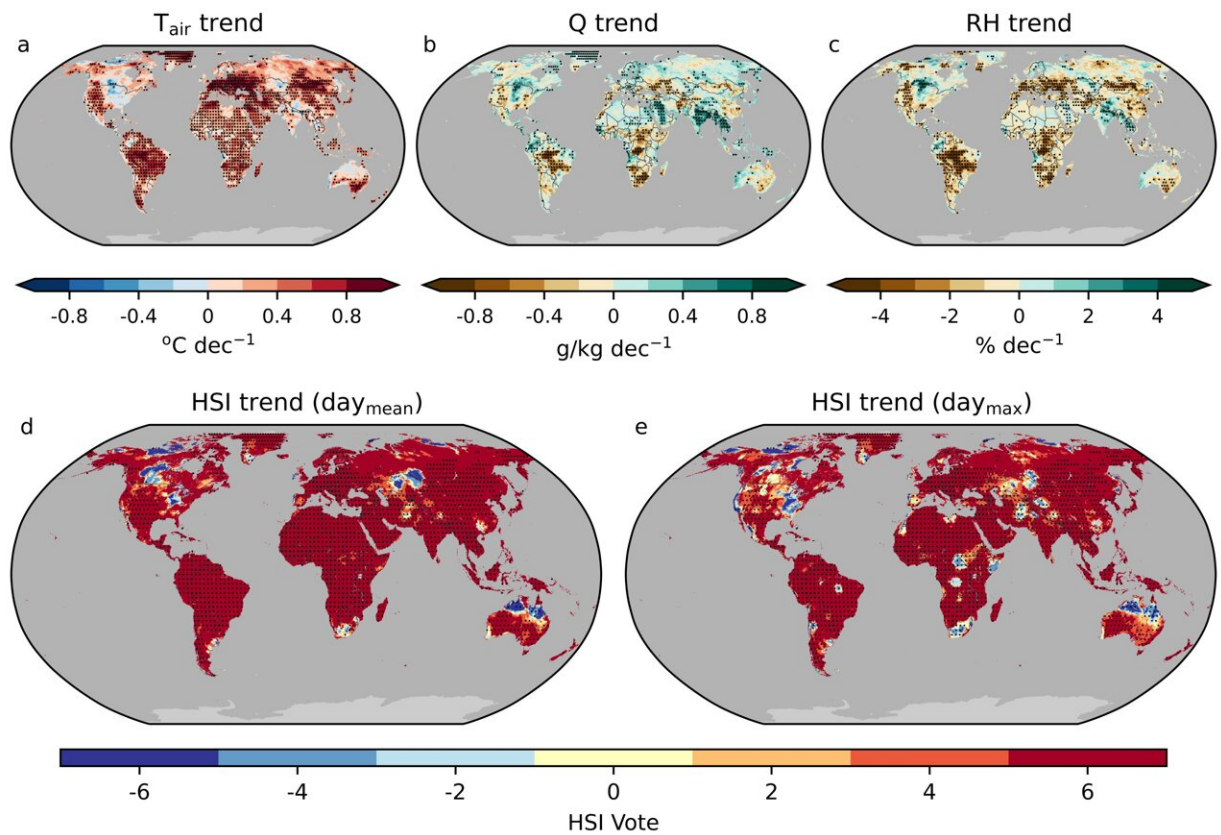 T_air trend
Q trend
RH trend
a
b
c
-0.8 -0.4 0 0.4 0.8
-0.8 -0.4 0 0.4 0.8
-4 -2 0 2 4
°C dec⁻¹
g/kg dec⁻¹
% dec⁻¹
HSI trend (day_mean)
HSI trend (day_max)
d
e
-6 -4 -2 0 2 4 6
HSI Vote